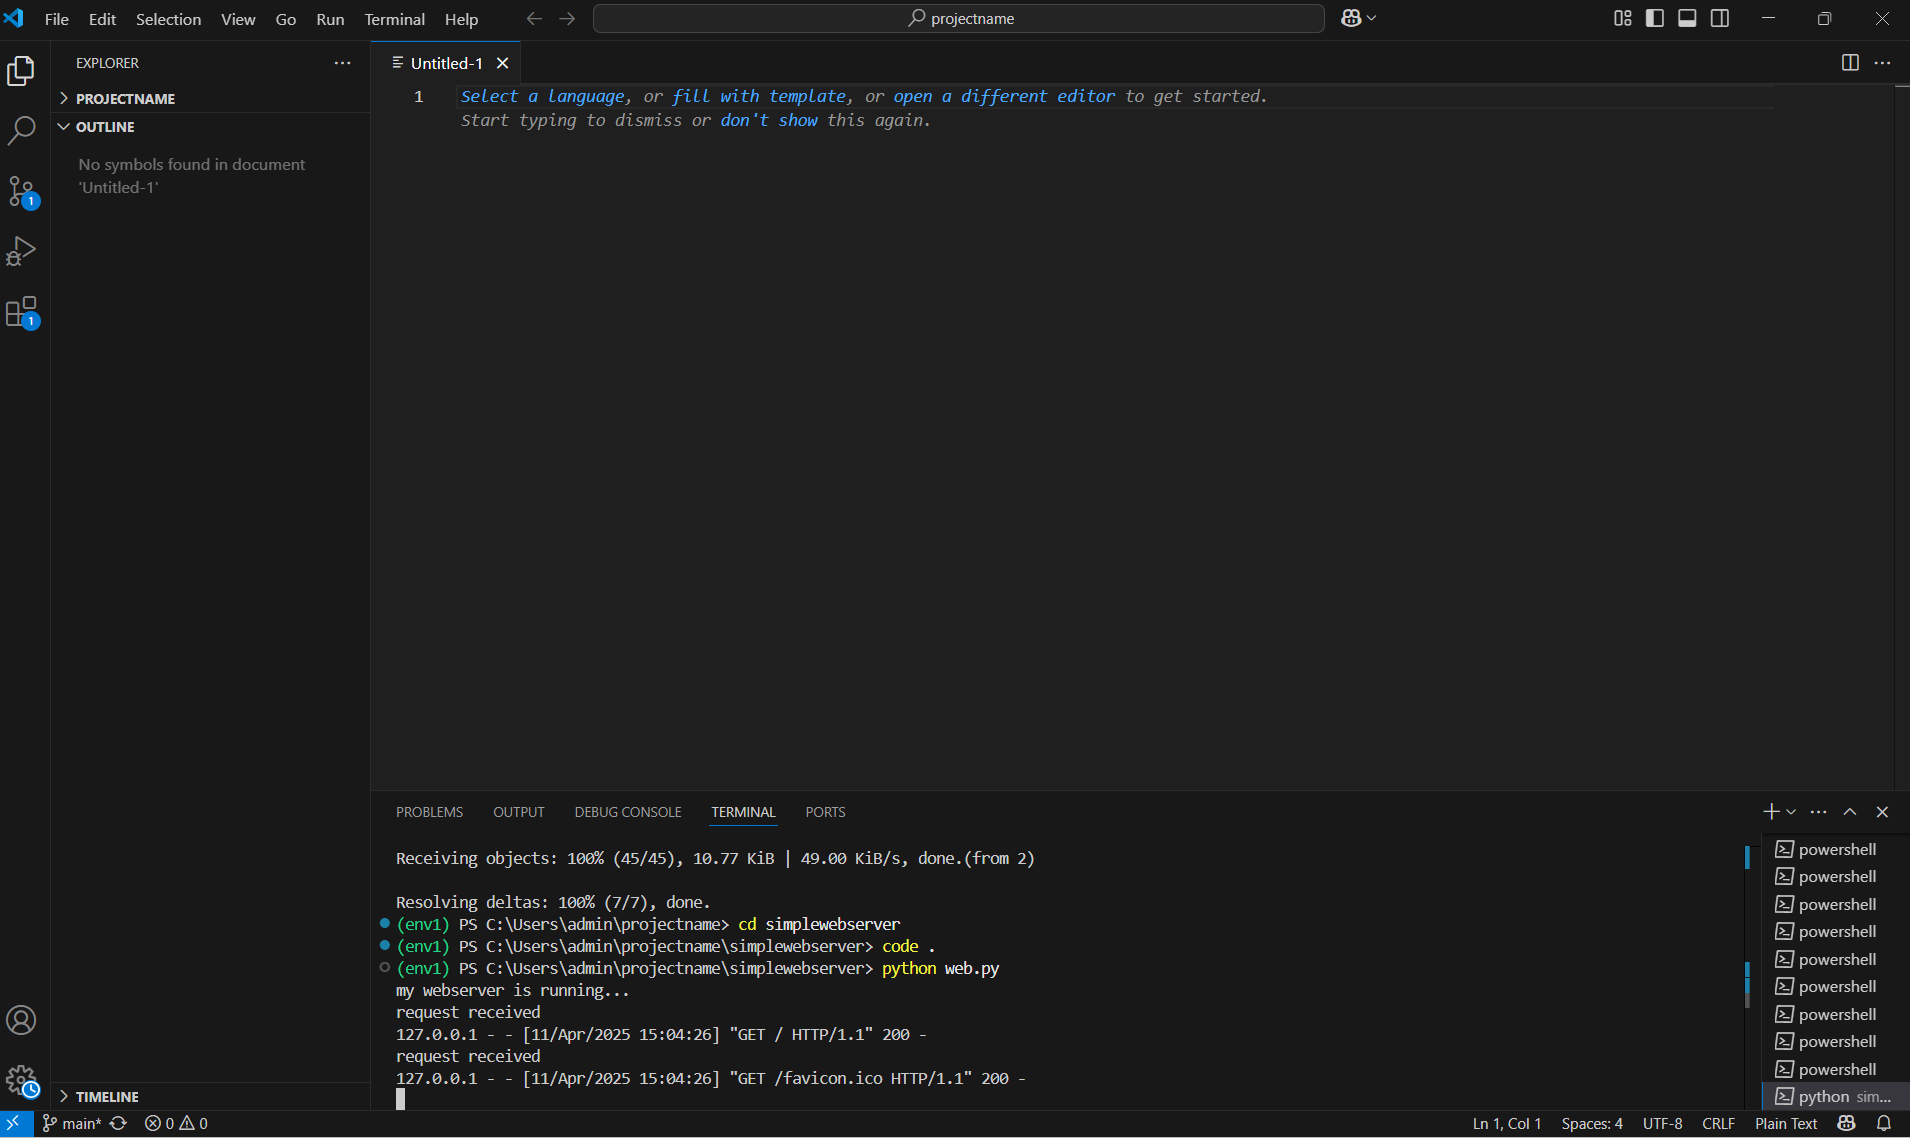 File Edit Selection View Go Run Terminal Help
projectname
EXPLORER
PROJECTNAME
OUTLINE
No symbols found in document
'Untitled-1'
1
1
TIMELINE
Untitled-1
1 Select a language, or fill with template, or open a different editor to get started.
Start typing to dismiss or don't show this again.
PROBLEMS OUTPUT DEBUG CONSOLE TERMINAL PORTS
Receiving objects: 100% (45/45), 10.77 KiB | 49.00 KiB/s, done.(from 2)
Resolving deltas: 100% (7/7), done.
(env1) PS C:\Users\admin\projectname> cd simplewebserver
(env1) PS C:\Users\admin\projectname\simplewebserver> code .
(env1) PS C:\Users\admin\projectname\simplewebserver> python web.py
my webserver is running...
request received
127.0.0.1 - - [11/Apr/2025 15:04:26] "GET / HTTP/1.1" 200 -
request received
127.0.0.1 - - [11/Apr/2025 15:04:26] "GET /favicon.ico HTTP/1.1" 200 -
powershell
powershell
powershell
powershell
powershell
powershell
powershell
powershell
powershell
python sim...
main* 0 0 Ln 1, Col 1 Spaces: 4 UTF-8 CRLF Plain Text